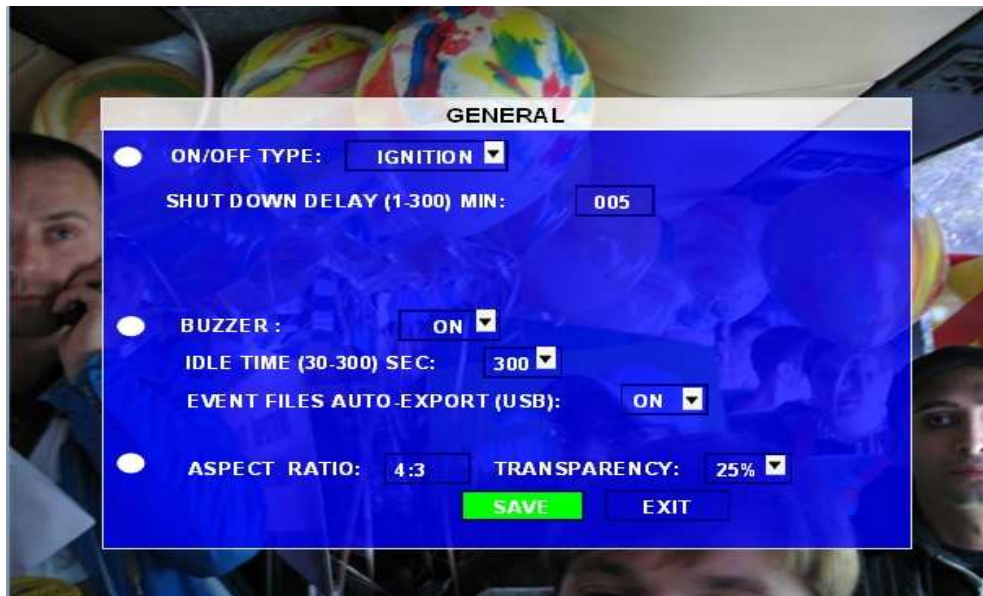 GENERAL
ON/OFF TYPE: IGNITION
SHUT DOWN DELAY (1-300) MIN: 005
BUZZER : ON
IDLE TIME (30-300) SEC: 300
EVENT FILES AUTO-EXPORT (USB): ON
ASPECT RATIO: 4:3 TRANSPARENCY: 25%
SAVE EXIT